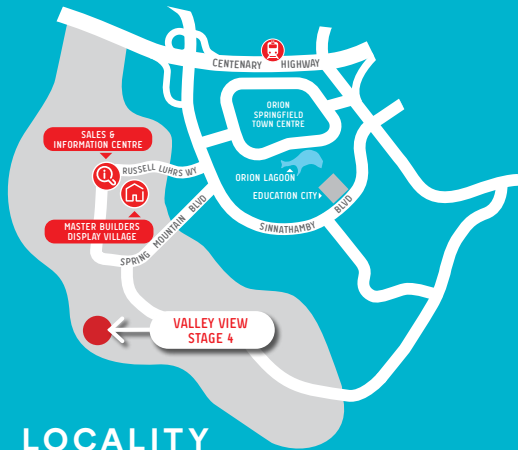 CENTENARY HIGHWAY
ORION
SPRINGFIELD
TOWN CENTRE
SALES &
INFORMATION CENTRE
i
RUSSELL LUHRS WY
ORION LAGOON
EDUCATION CITY
MASTER BUILDERS
DISPLAY VILLAGE
SPRING MOUNTAIN BLVD
SINNATHAMBY BLVD
VALLEY VIEW
STAGE 4
LOCALITY